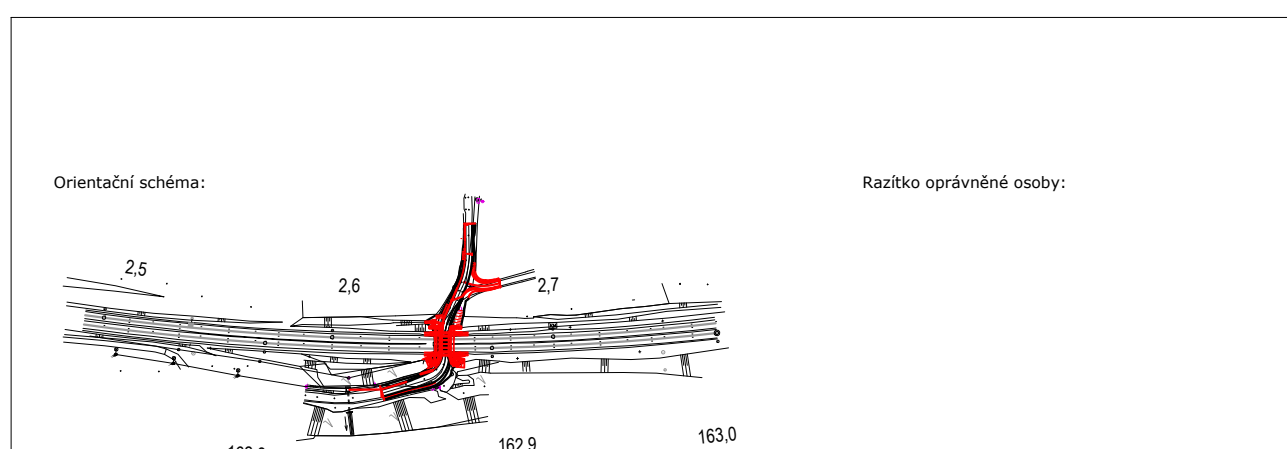 Orientační schéma:
Razítko oprávněné osoby:
2,5
2,6
2,7
162,9
163,0